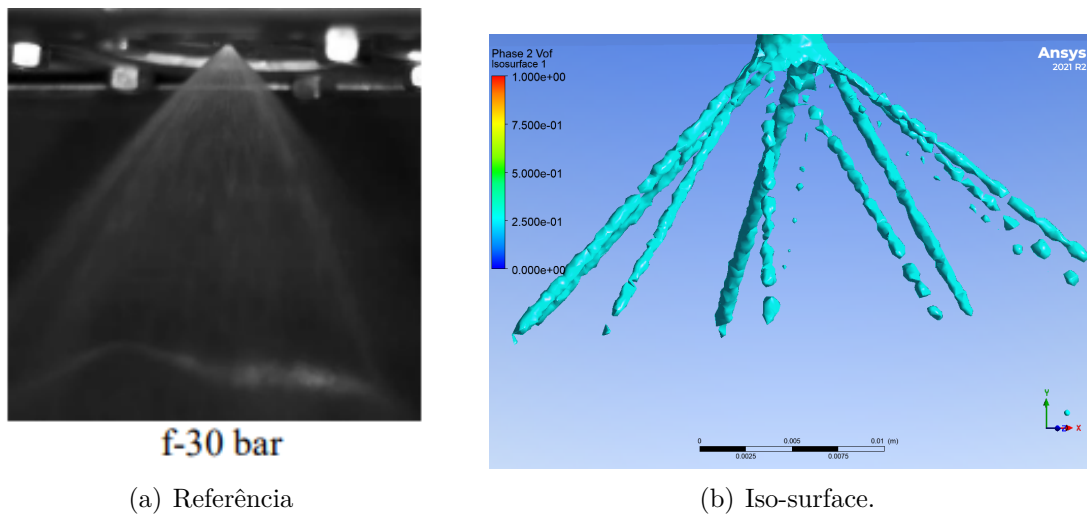 f-30 bar
(a) Referência
Phase 2 Vof
Isosurface 1
1.000e+00
7.500e-01
5.000e-01
2.500e-01
0.000e+00
Ansys
2021 R2
Y
X
Z
0
0.005
0.01
(m)
0.0025
0.0075
(b) Iso-surface.